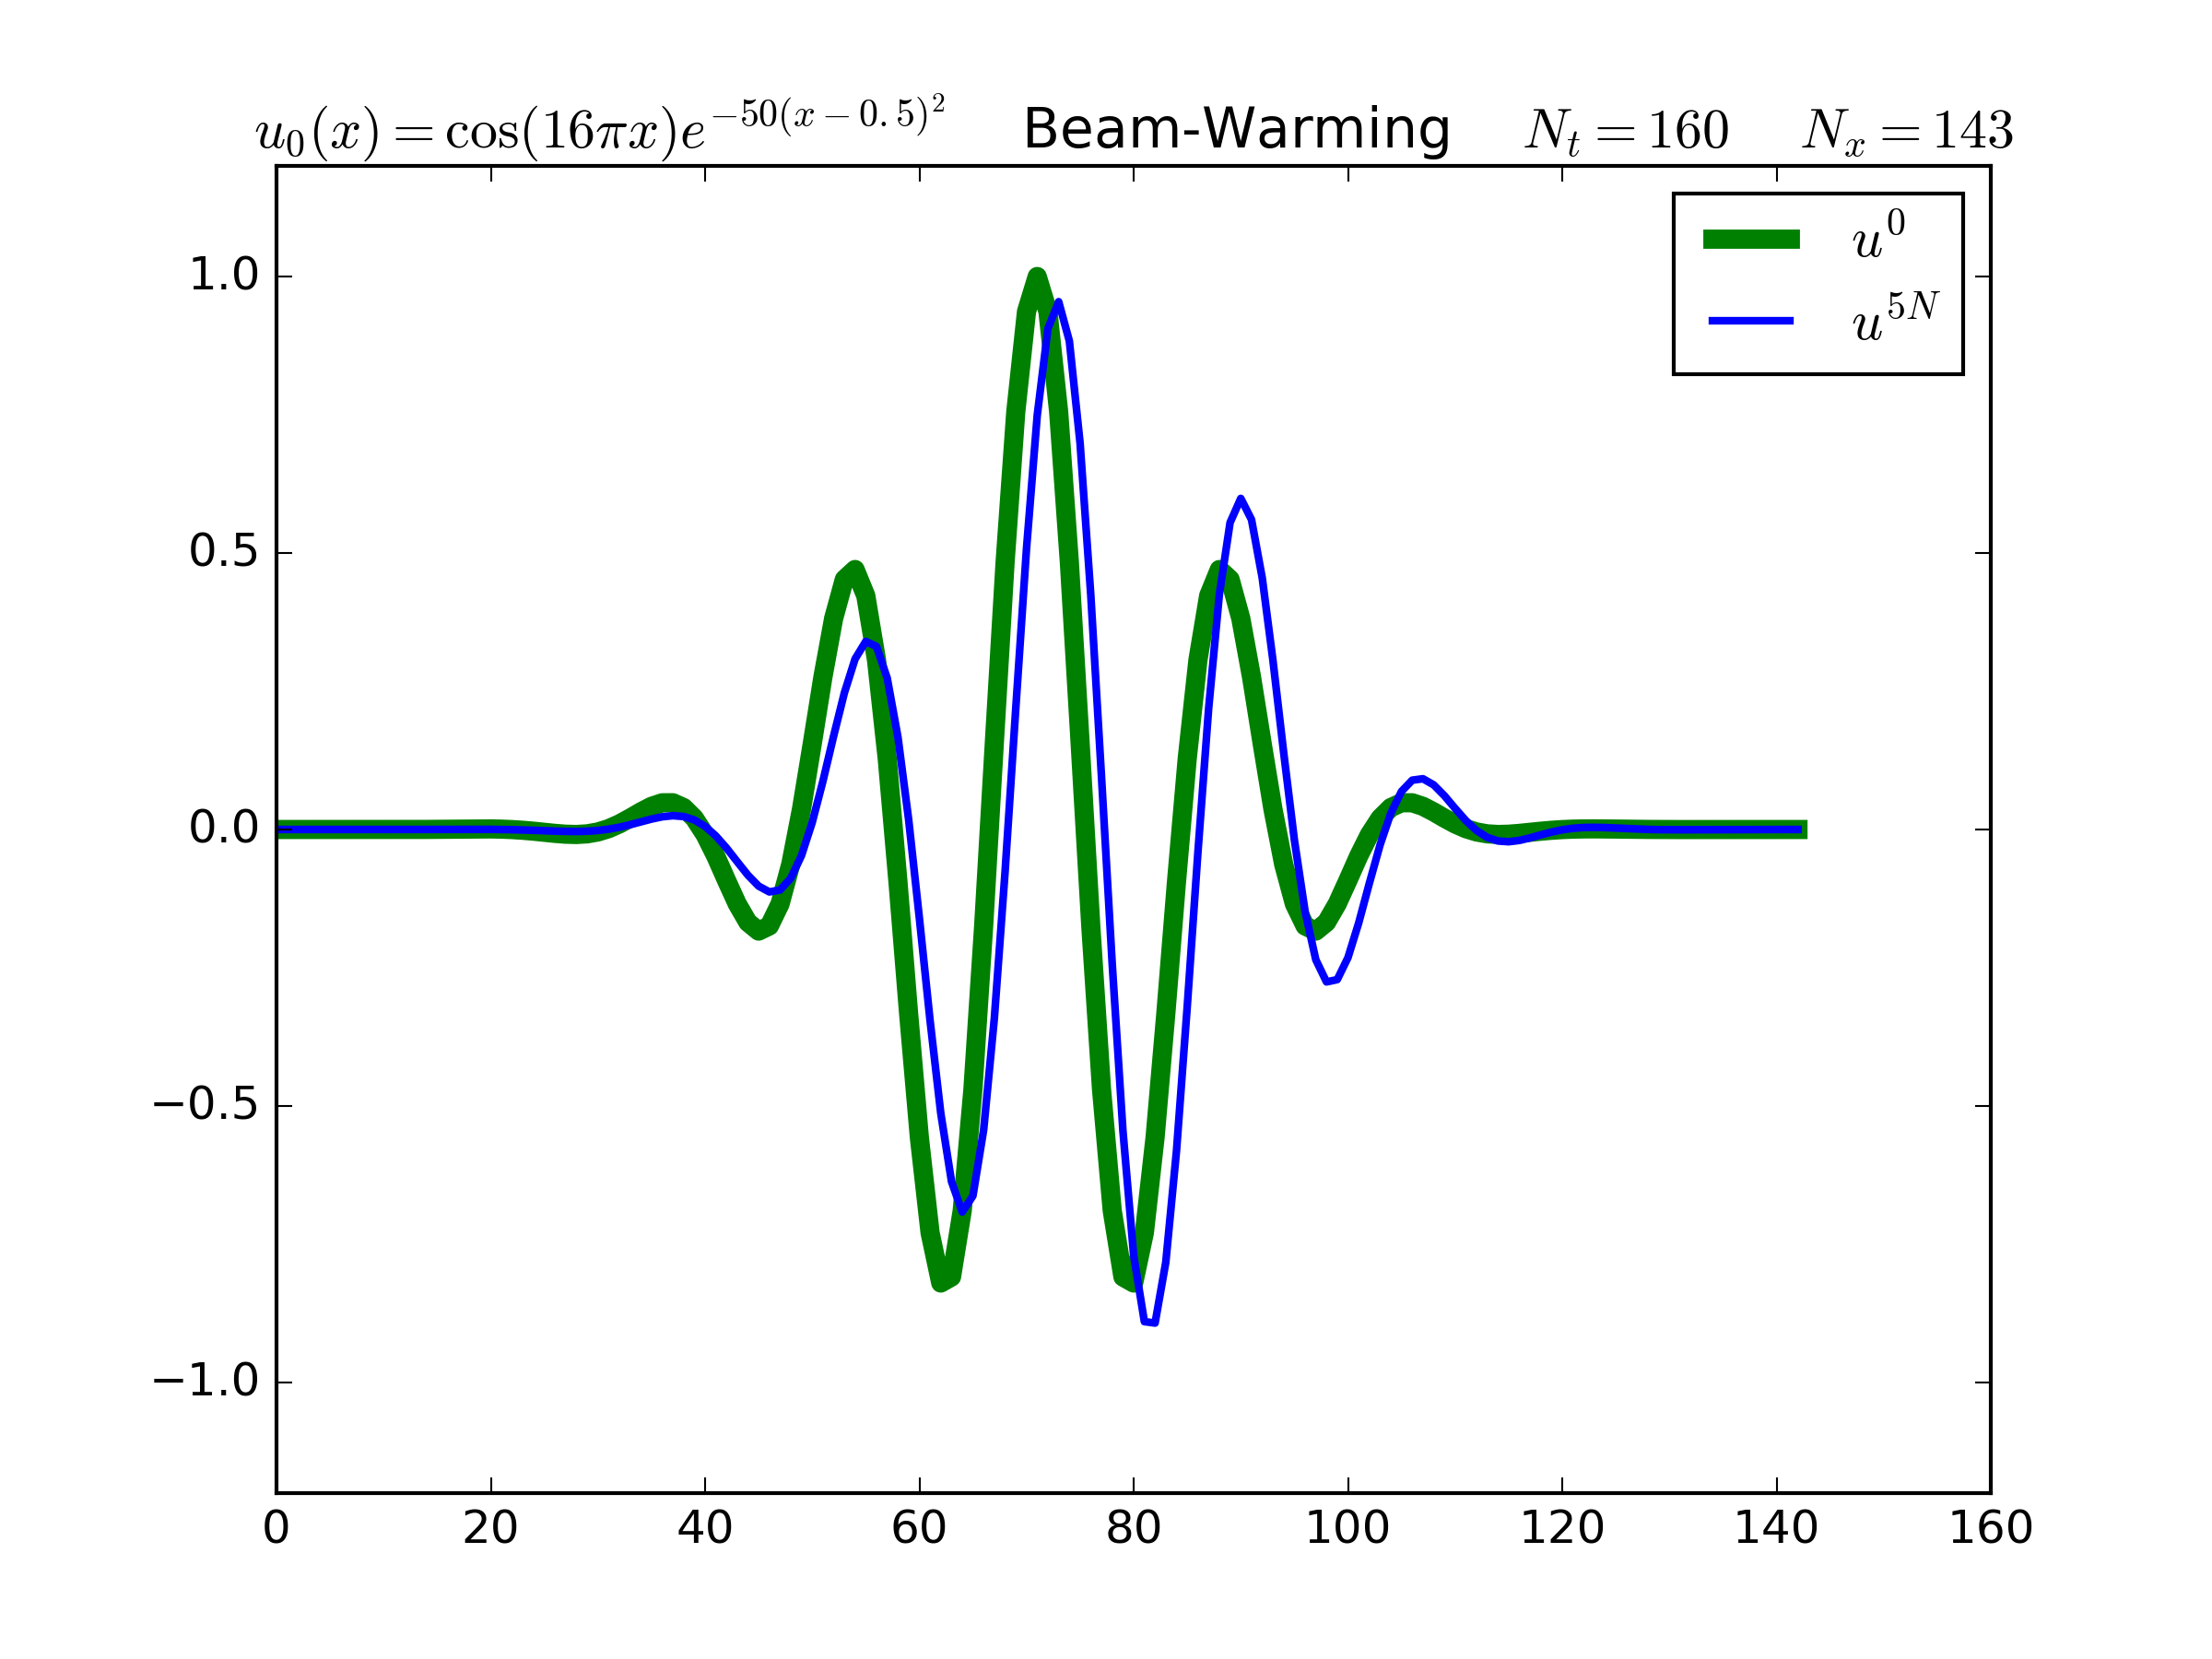 u_0(x) = cos(16πx)e^{−50(x−0.5)^2} Beam-Warming N_t = 160 N_x = 143
u^0
u^{5N}
1.0
0.5
0.0
−0.5
−1.0
0 20 40 60 80 100 120 140 160